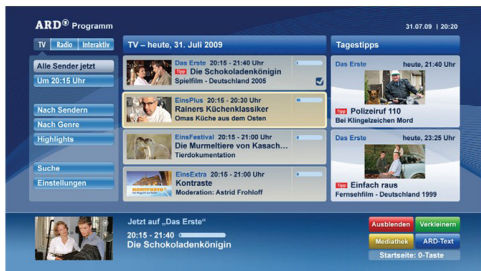 ARD® Programm
31.07.09 | 20:20
TV Radio Interaktiv
Alle Sender jetzt
Um 20:15 Uhr
Nach Sendern
Nach Genre
Highlights
Suche
Einstellungen
TV – heute, 31. Juli 2009
Das Erste 20:15 - 21:40 Uhr
Tipp Die Schokoladenkönigin
Spielfilm - Deutschland 2005
EinsPlus 20:15 - 20:30 Uhr
Rainers Küchenklassiker
Omas Küche aus dem Osten
EinsFestival 20:15 - 21:00 Uhr
Die Murmeltiere von Kasach...
Tierdokumentation
EinsExtra 20:15 - 21:00 Uhr
Kontraste
Moderation: Astrid Frohloff
Tagestipps
Das Erste heute, 21:40 Uhr
Tipp Polizeiruf 110
Bei Klingelzeichen Mord
Das Erste heute, 23:25 Uhr
Tipp Einfach raus
Fernsehfilm - Deutschland 1999
Jetzt auf „Das Erste"
20:15 - 21:40
Die Schokoladenkönigin
Ausblenden Verkleinern
Mediathek ARD-Text
Startseite: 0-Taste